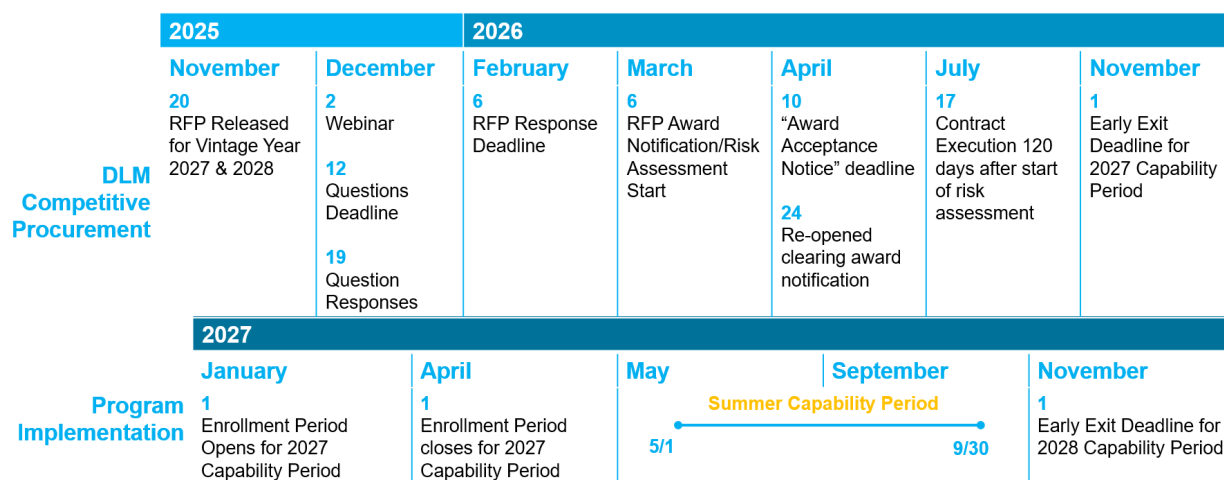 2025
2026
DLM
Competitive
Procurement
November
20
RFP Released
for Vintage Year
2027 & 2028
December
2
Webinar
12
Questions
Deadline
19
Question
Responses
February
6
RFP Response
Deadline
March
6
RFP Award
Notification/Risk
Assessment
Start
April
10
“Award
Acceptance
Notice” deadline
24
Re-opened
clearing award
notification
July
17
Contract
Execution 120
days after start
of risk
assessment
November
1
Early Exit
Deadline for
2027 Capability
Period
2027
Program
Implementation
January
1
Enrollment Period
Opens for 2027
Capability Period
April
1
Enrollment Period
closes for 2027
Capability Period
May
September
Summer Capability Period
5/1
9/30
November
1
Early Exit Deadline for
2028 Capability Period